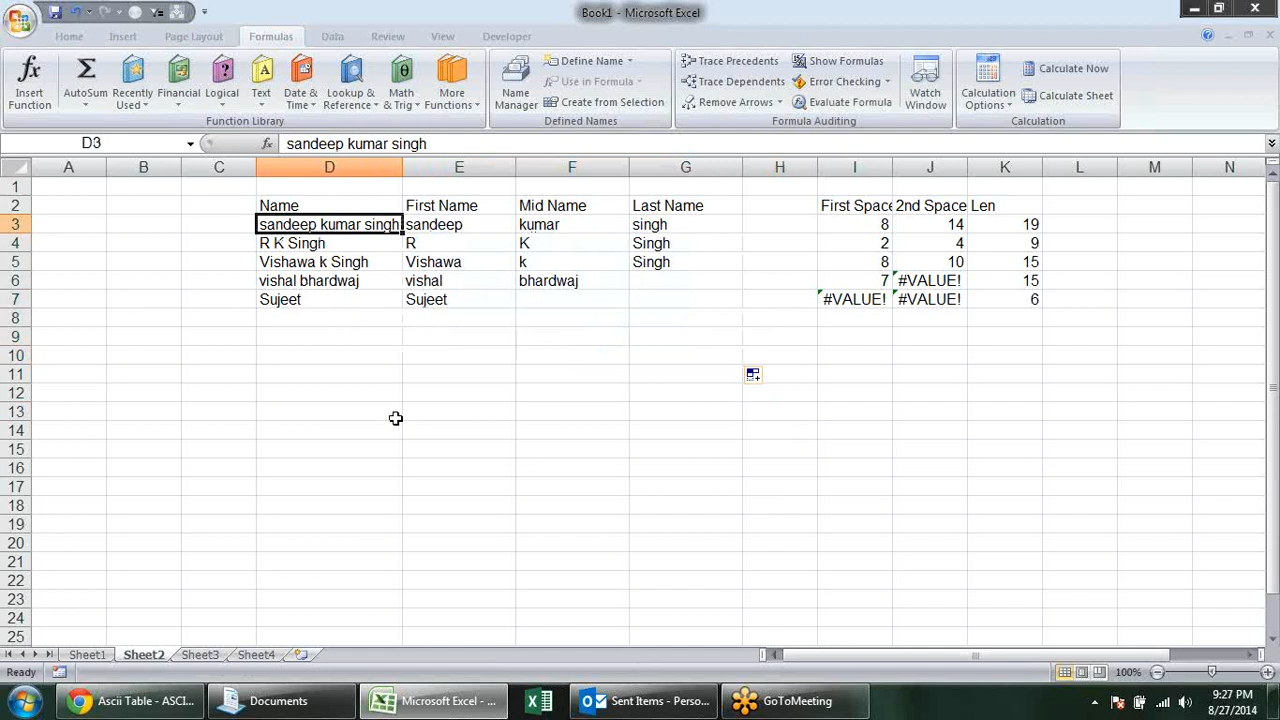 Book1 - Microsoft Excel
Home Insert Page Layout Formulas Data Review View Developer
Insert Function
AutoSum
Recently Used
Financial
Logical
Text
Date & Time
Lookup & Reference
Math & Trig
More Functions
Function Library
Name Manager
Define Name
Use in Formula
Create from Selection
Defined Names
Trace Precedents
Trace Dependents
Remove Arrows
Show Formulas
Error Checking
Evaluate Formula
Formula Auditing
Watch Window
Calculation Options
Calculate Now
Calculate Sheet
Calculation
D3 fx sandeep kumar singh
A B C D E F G H I J K L M N
1
2 Name First Name Mid Name Last Name First Space 2nd Space Len
3 sandeep kumar singh sandeep kumar singh 8 14 19
4 R K Singh R K Singh 2 4 9
5 Vishawa k Singh Vishawa k Singh 8 10 15
6 vishal bhardwaj vishal bhardwaj 7 #VALUE! 15
7 Sujeet Sujeet #VALUE! #VALUE! 6
8
9
10
11
12
13
14
15
16
17
18
19
20
21
22
23
24
25
Sheet1 Sheet2 Sheet3 Sheet4
Ready 100%
Ascii Table - ASCI... Documents Microsoft Excel - ... Sent Items - Perso... GoToMeeting
9:27 PM
8/27/2014